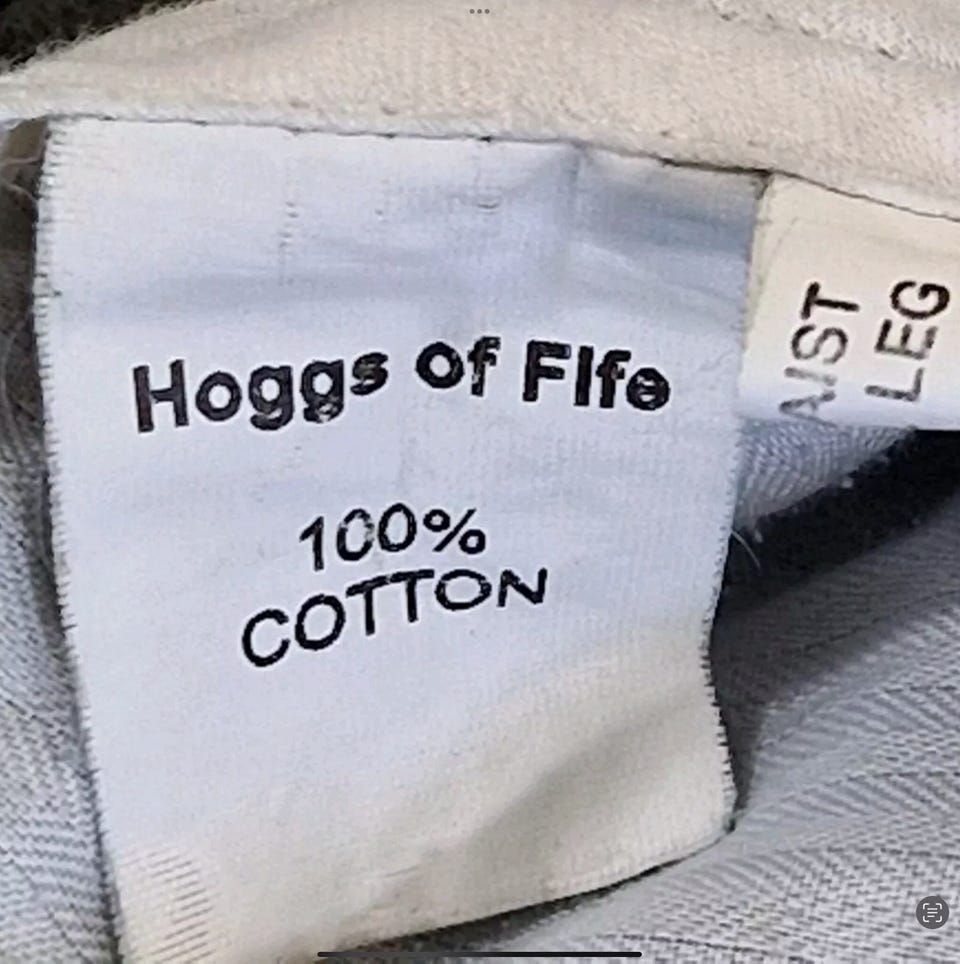 Hoggs of Fife
100%
COTTON
LEG